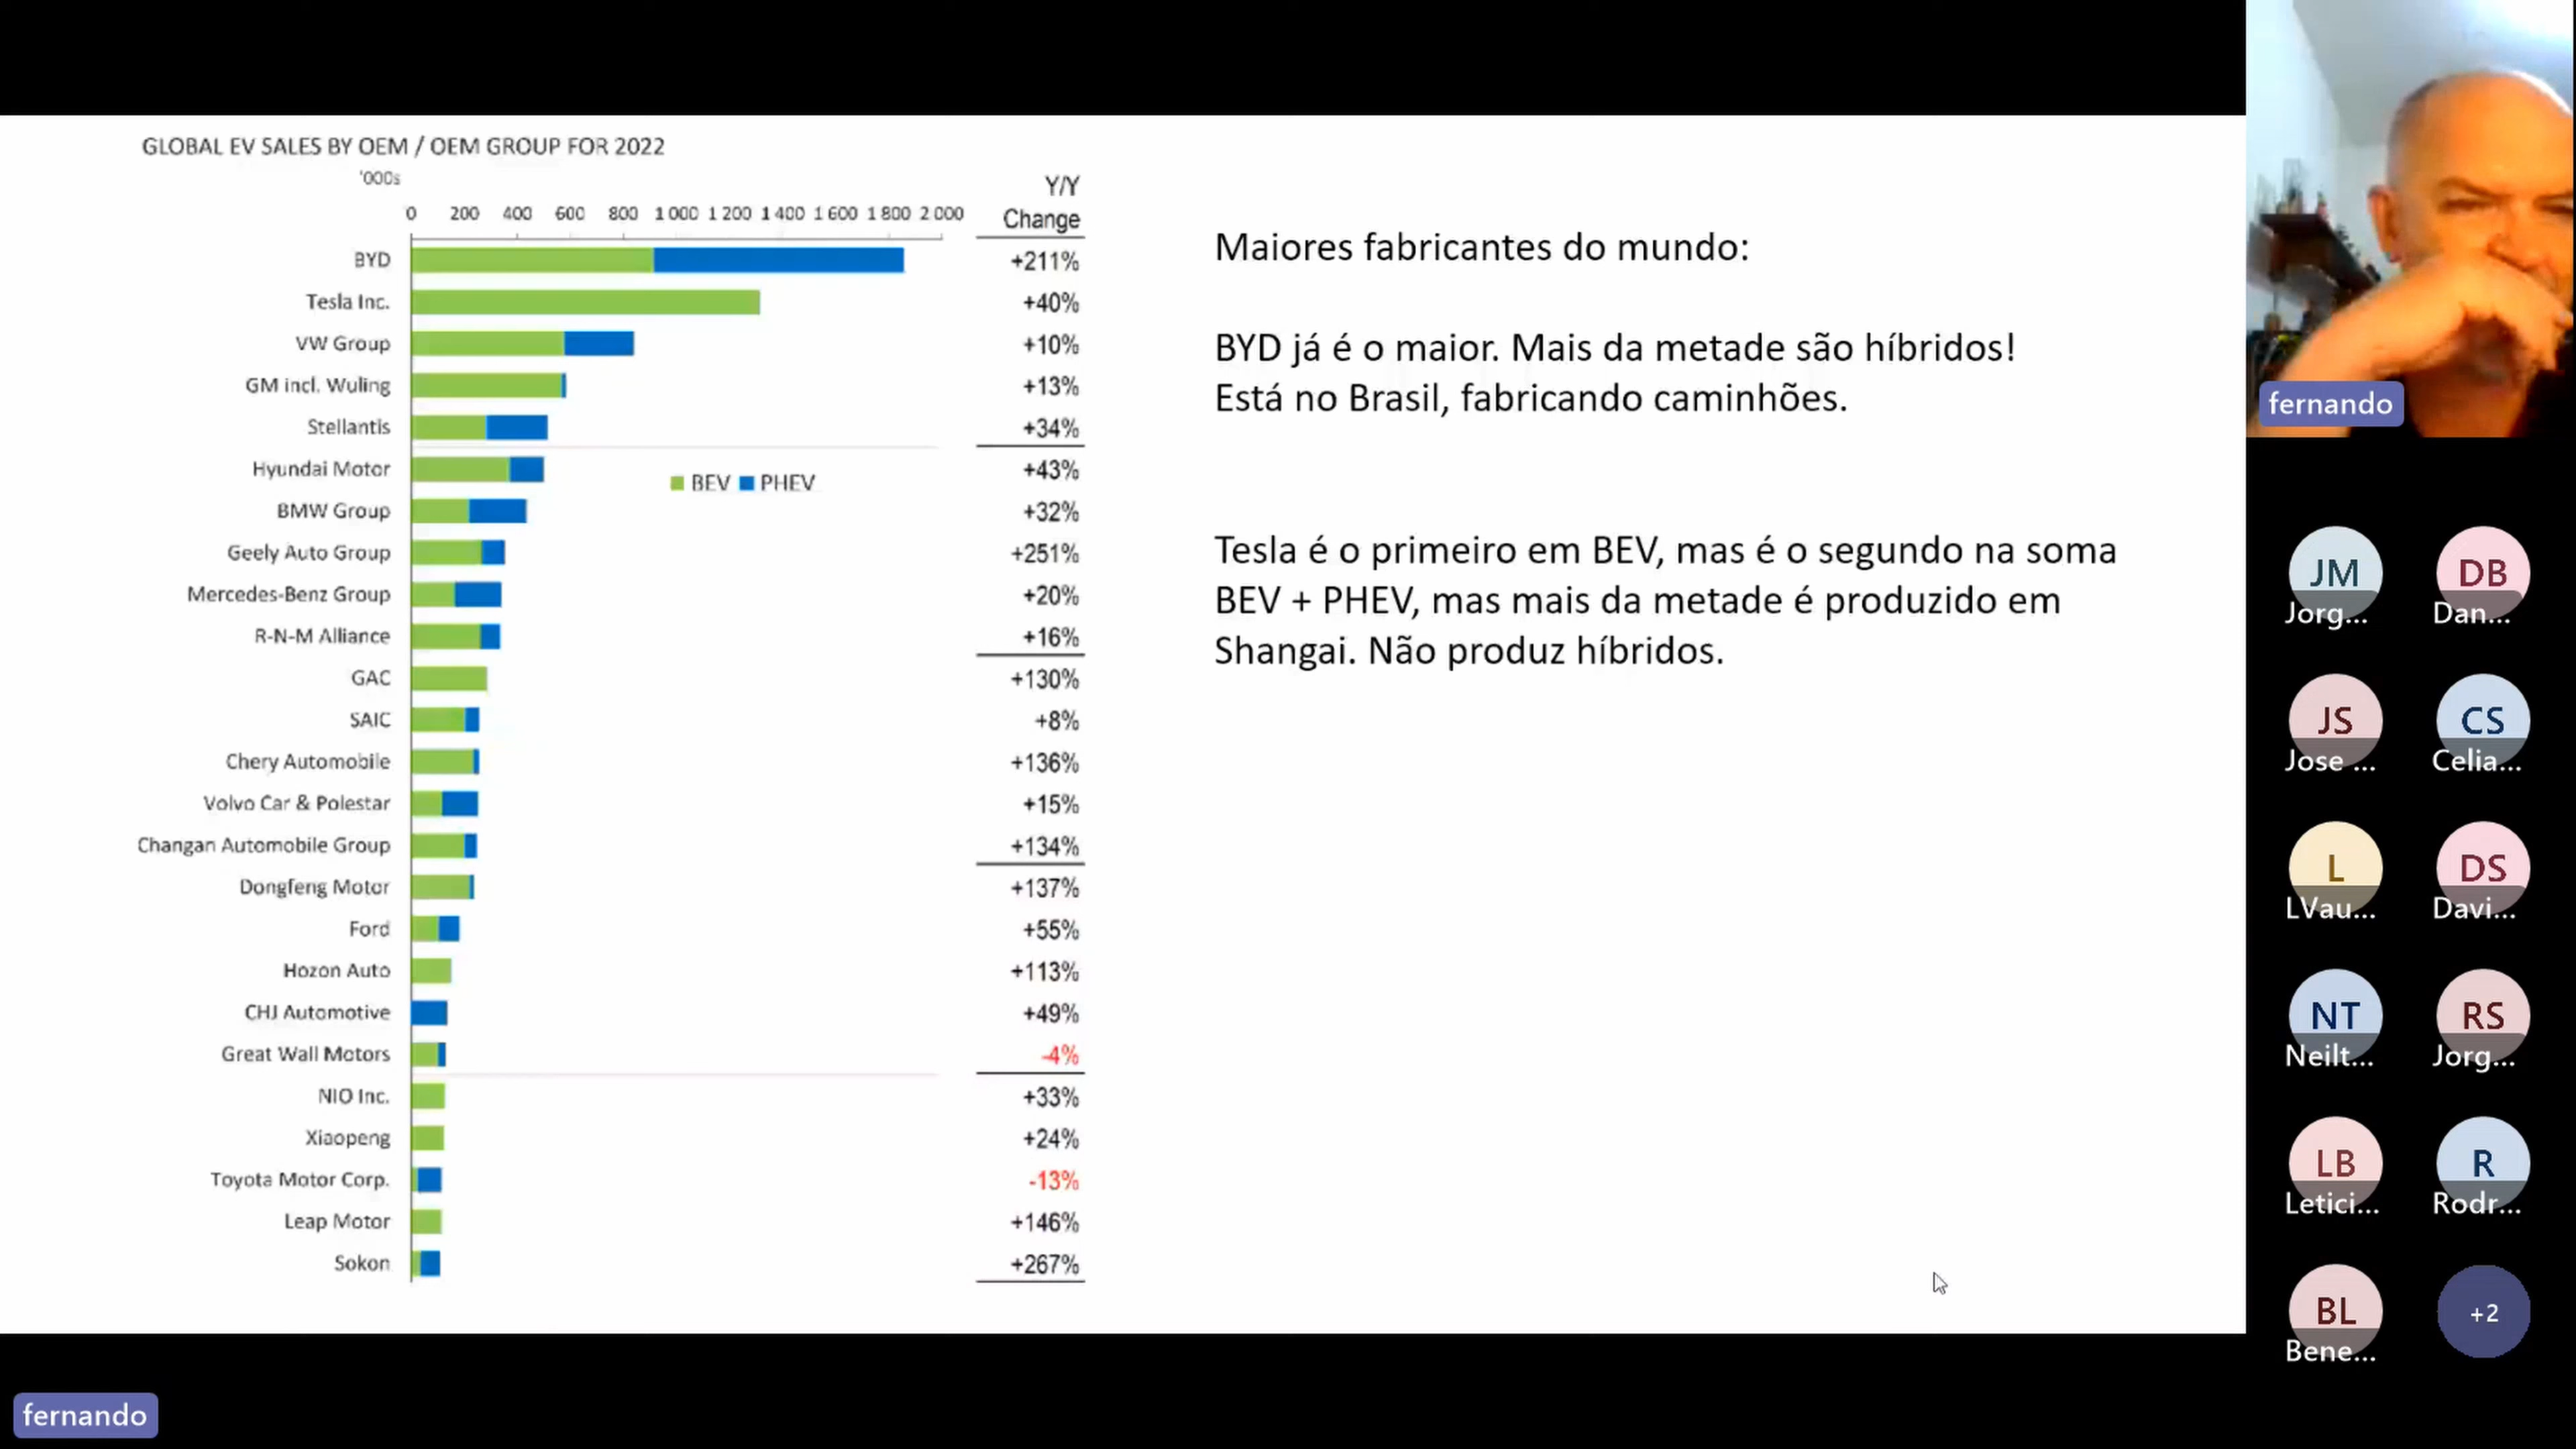 GLOBAL EV SALES BY OEM / OEM GROUP FOR 2022
'000s
Y/Y
Change
0 200 400 600 800 1 000 1 200 1 400 1 600 1 800 2 000
BYD +211%
Tesla Inc. +40%
VW Group +10%
GM incl. Wuling +13%
Stellantis +34%
Hyundai Motor +43%
BEV PHEV
BMW Group +32%
Geely Auto Group +251%
Mercedes-Benz Group +20%
R-N-M Alliance +16%
GAC +130%
SAIC +8%
Chery Automobile +136%
Volvo Car & Polestar +15%
Changan Automobile Group +134%
Dongfeng Motor +137%
Ford +55%
Hozon Auto +113%
CHJ Automotive +49%
Great Wall Motors -4%
NIO Inc. +33%
Xiaopeng +24%
Toyota Motor Corp. -13%
Leap Motor +146%
Sokon +267%
Maiores fabricantes do mundo:
BYD já é o maior. Mais da metade são híbridos!
Está no Brasil, fabricando caminhões.
Tesla é o primeiro em BEV, mas é o segundo na soma
BEV + PHEV, mas mais da metade é produzido em
Shangai. Não produz híbridos.
fernando
JM
Jorg...
DB
Dan...
JS
Jose ...
CS
Celia...
L
LVau...
DS
Davi...
NT
Neilt...
RS
Jorg...
LB
Letici...
R
Rodr...
BL
Bene...
+2
fernando